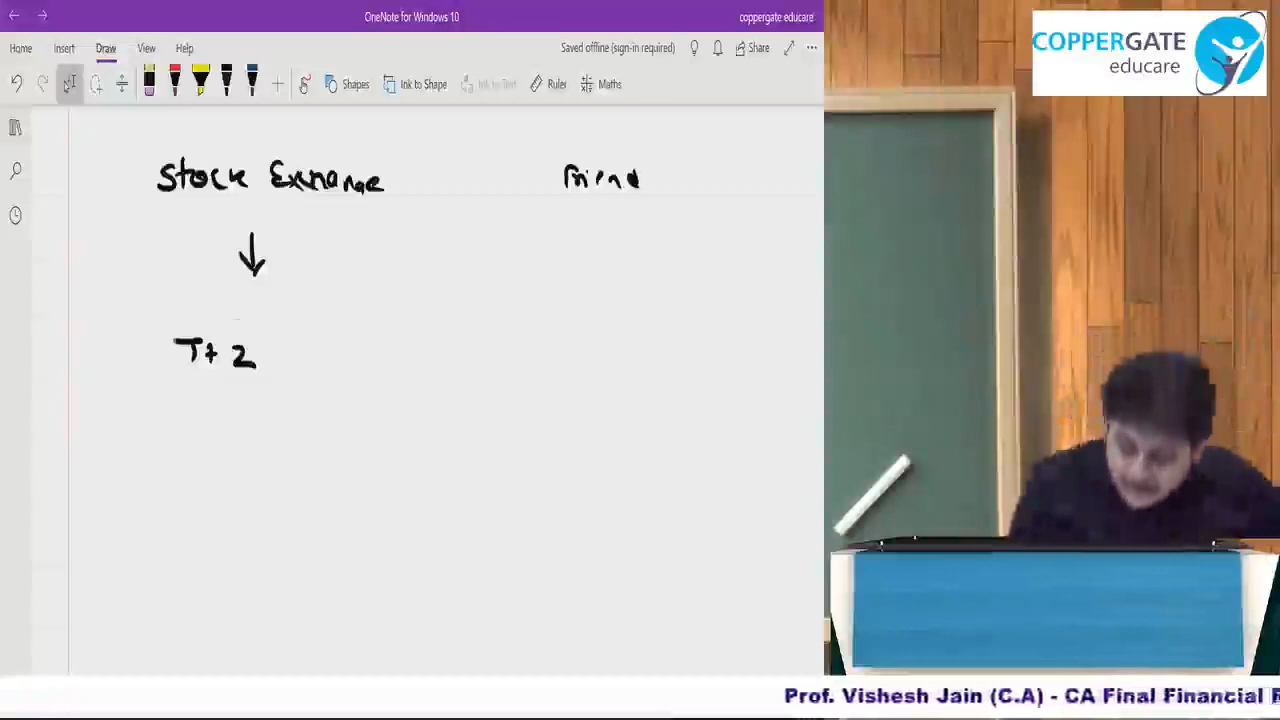 OneNote for Windows 10
coppergate educare
Home Insert Draw View Help
Saved offline (sign-in required)
Share
Shapes
Ink to Shape
Ink to Text
Ruler
Maths
COPPERGATE
educare
Stock Exchange
Friend
T+2
Prof. Vishesh Jain (C.A) - CA Final Financial